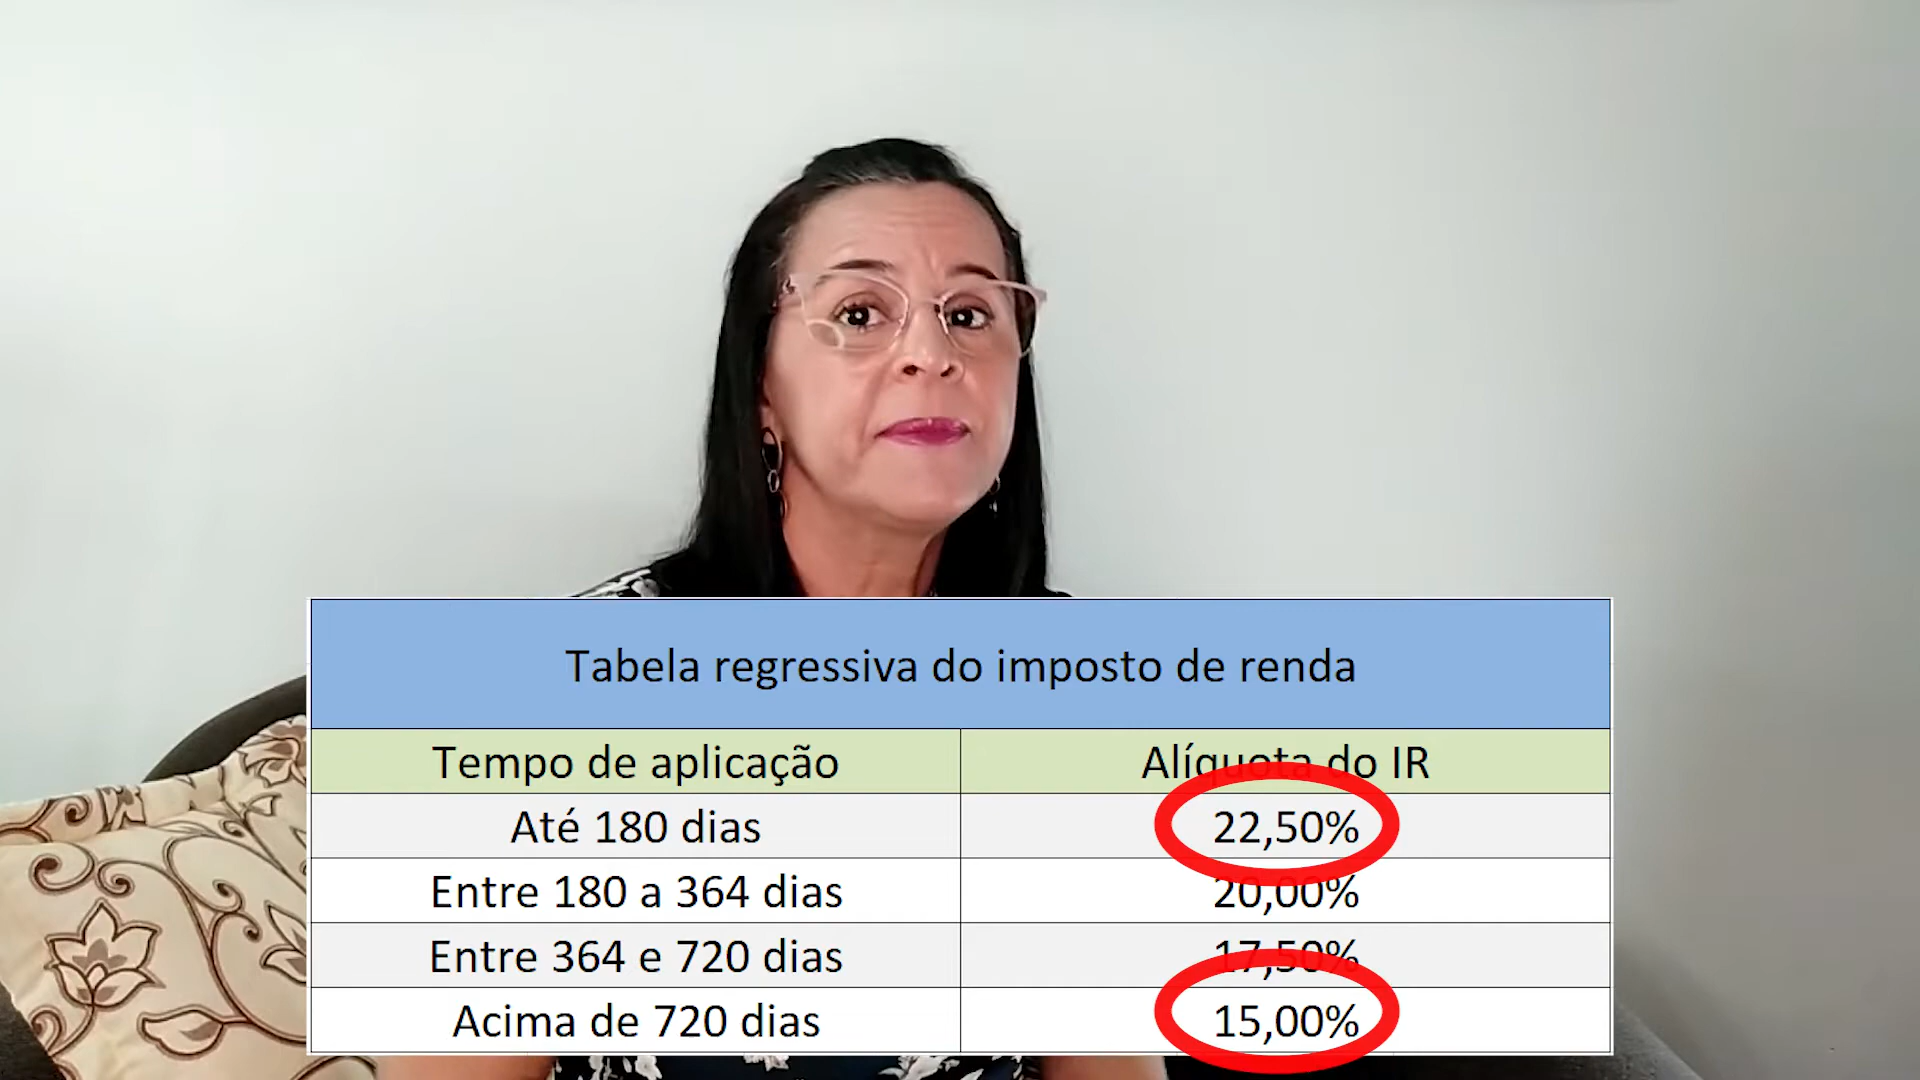 Tabela regressiva do imposto de renda
Tempo de aplicação Alíquota do IR
Até 180 dias 22,50%
Entre 180 a 364 dias 20,00%
Entre 364 e 720 dias 17,50%
Acima de 720 dias 15,00%